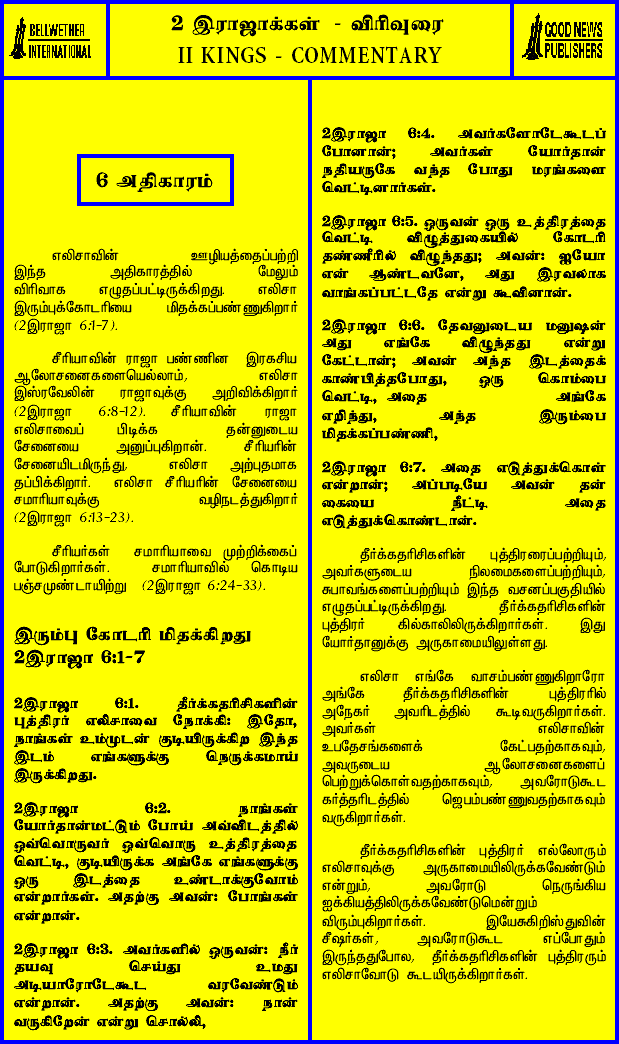 BELLWETHER
INTERNATIONAL
2 இராஜாக்கள் - விரிவுரை
II KINGS - COMMENTARY
GOOD NEWS
PUBLISHERS
6 அதிகாரம்
எலிசாவின் ஊழியத்தைப்பற்றி
இந்த அதிகாரத்தில் மேலும்
விரிவாக எழுதப்பட்டிருக்கிறது. எலிசா
இரும்புக்கோடரியை மிதக்கப்பண்ணுகிறார்
(2இராஜா 6:1-7).
சீரியாவின் ராஜா பண்ணின இரகசிய
ஆலோசனைகளையெல்லாம், எலிசா
இஸ்ரவேலின் ராஜாவுக்கு அறிவிக்கிறார்
(2இராஜா 6:8-12). சீரியாவின் ராஜா
எலிசாவைப் பிடிக்க தன்னுடைய
சேனையை அனுப்புகிறான். சீரியரின்
சேனையிடமிருந்து, எலிசா அற்புதமாக
தப்பிக்கிறார். எலிசா சீரியரின் சேனையை
சமாரியாவுக்கு வழிநடத்துகிறார்
(2இராஜா 6:13-23).
சீரியர்கள் சமாரியாவை முற்றிக்கைப்
போடுகிறார்கள். சமாரியாவில் கொடிய
பஞ்சமுண்டாயிற்று (2இராஜா 6:24-33).
இரும்பு கோடரி மிதக்கிறது
2இராஜா 6:1-7
2இராஜா 6:1. தீர்க்கதரிசிகளின்
புத்திரர் எலிசாவை நோக்கி: இதோ,
நாங்கள் உம்முடன் குடியிருக்கிற இந்த
இடம் எங்களுக்கு நெருக்கமாய்
இருக்கிறது.
2இராஜா 6:2. நாங்கள்
யோர்தான்மட்டும் போய் அவ்விடத்தில்
ஒவ்வொருவர் ஒவ்வொரு உத்திரத்தை
வெட்டி, குடியிருக்க அங்கே எங்களுக்கு
ஒரு இடத்தை உண்டாக்குவோம்
என்றார்கள். அதற்கு அவன்: போங்கள்
என்றான்.
2இராஜா 6:3. அவர்களில் ஒருவன்: நீர்
தயவு செய்து உமது
அடியாரோடேகூட வரவேண்டும்
என்றான். அதற்கு அவன்: நான்
வருகிறேன் என்று சொல்லி,
2இராஜா 6:4. அவர்களோடேகூடப்
போனான்; அவர்கள் யோர்தான்
நதியருகே வந்த போது மரங்களை
வெட்டினார்கள்.
2இராஜா 6:5. ஒருவன் ஒரு உத்திரத்தை
வெட்டி விழுத்துகையில் கோடரி
தண்ணீரில் விழுந்தது; அவன்: ஐயோ
என் ஆண்டவனே, அது இரவலாக
வாங்கப்பட்டதே என்று கூவினான்.
2இராஜா 6:6. தேவனுடைய மனுஷன்
அது எங்கே விழுந்தது என்று
கேட்டான்; அவன் அந்த இடத்தைக்
காண்பித்தபோது, ஒரு கொம்பை
வெட்டி, அதை அங்கே
எறிந்து, அந்த இரும்பை
மிதக்கப்பண்ணி,
2இராஜா 6:7. அதை எடுத்துக்கொள்
என்றான்; அப்படியே அவன் தன்
கையை நீட்டி அதை
எடுத்துக்கொண்டான்.
தீர்க்கதரிசிகளின் புத்திரரைப்பற்றியும்,
அவர்களுடைய நிலமைகளைப்பற்றியும்,
சுபாவங்களைப்பற்றியும் இந்த வசனப்பகுதியில்
எழுதப்பட்டிருக்கிறது. தீர்க்கதரிசிகளின்
புத்திரர் கில்காலிலிருக்கிறார்கள். இது
யோர்தானுக்கு அருகாமையிலுள்ளது.
எலிசா எங்கே வாசம்பண்ணுகிறாரோ
அங்கே தீர்க்கதரிசிகளின் புத்திரரில்
அநேகர் அவரிடத்தில் கூடிவருகிறார்கள்.
அவர்கள் எலிசாவின்
உபதேசங்களைக் கேட்பதற்காகவும்,
அவருடைய ஆலோசனைகளைப்
பெற்றுக்கொள்வதற்காகவும், அவரோடுகூட
கர்த்தரிடத்தில் ஜெபம்பண்ணுவதற்காகவும்
வருகிறார்கள்.
தீர்க்கதரிசிகளின் புத்திரர் எல்லோரும்
எலிசாவுக்கு அருகாமையிலிருக்கவேண்டும்
என்றும், அவரோடு நெருங்கிய
ஐக்கியத்திலிருக்கவேண்டுமென்றும்
விரும்புகிறார்கள். இயேசுகிறிஸ்துவின்
சீஷர்கள், அவரோடுகூட எப்போதும்
இருந்ததுபோல, தீர்க்கதரிசிகளின் புத்திரரும்
எலிசாவோடு கூடயிருக்கிறார்கள்.